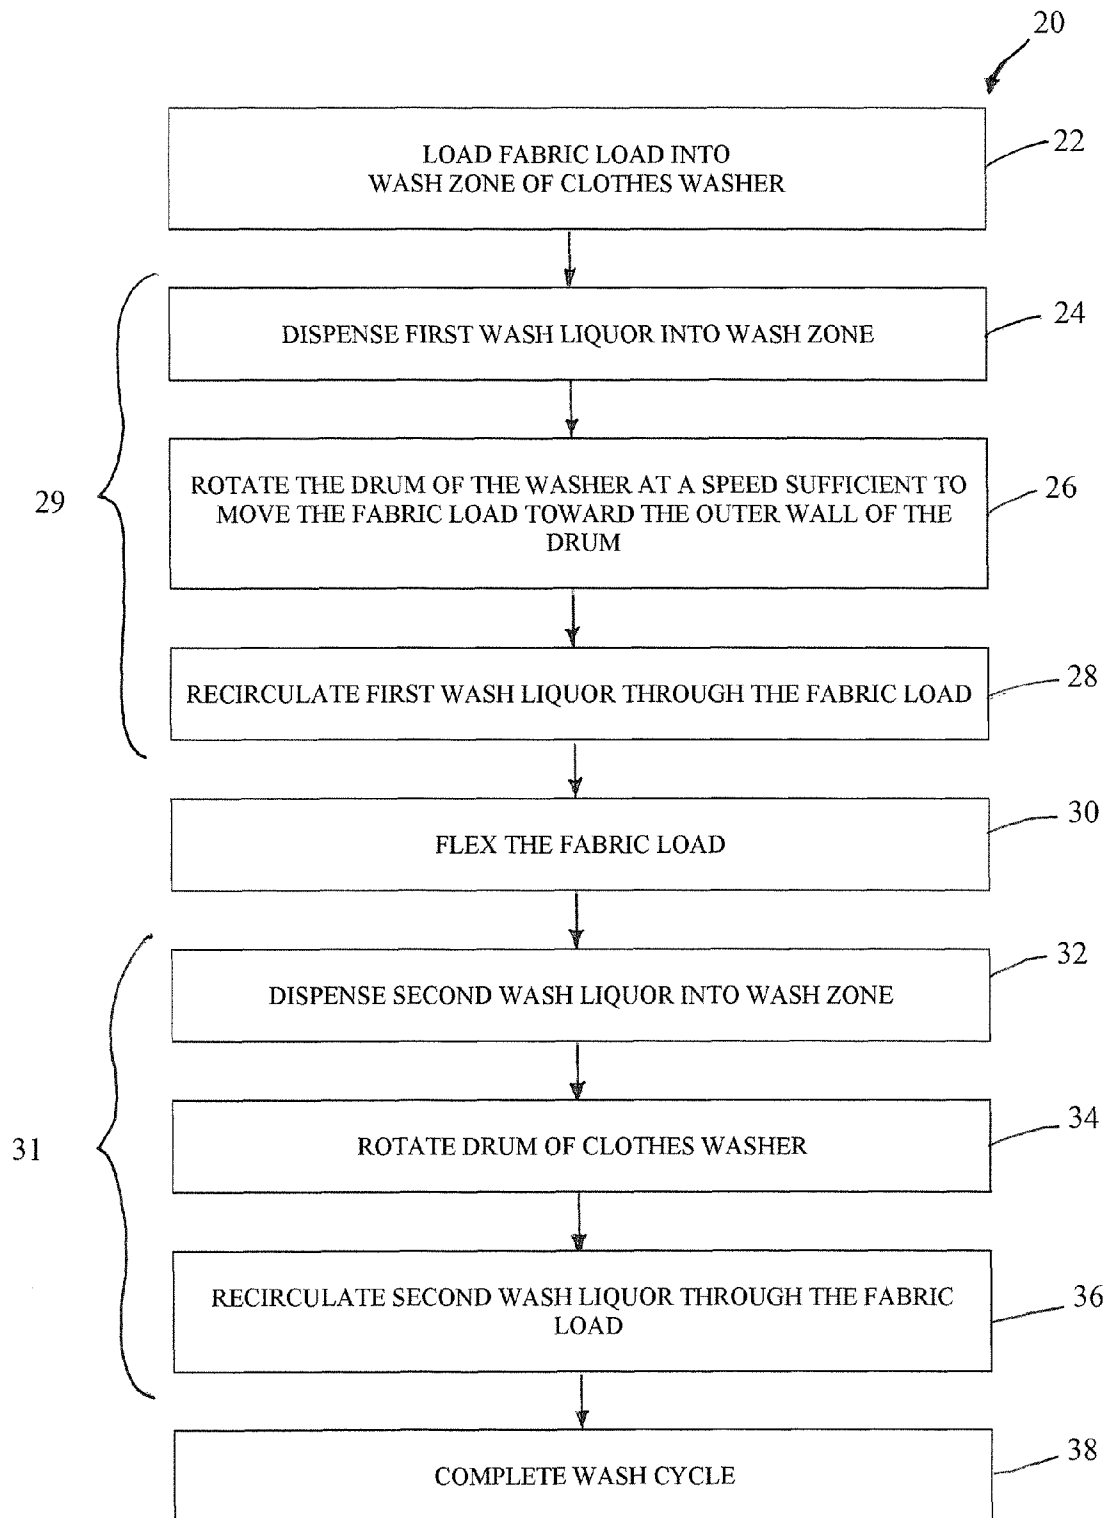 20
LOAD FABRIC LOAD INTO
WASH ZONE OF CLOTHES WASHER
22
DISPENSE FIRST WASH LIQUOR INTO WASH ZONE
24
ROTATE THE DRUM OF THE WASHER AT A SPEED SUFFICIENT TO
MOVE THE FABRIC LOAD TOWARD THE OUTER WALL OF THE
DRUM
26
29
RECIRCULATE FIRST WASH LIQUOR THROUGH THE FABRIC LOAD
28
FLEX THE FABRIC LOAD
30
DISPENSE SECOND WASH LIQUOR INTO WASH ZONE
32
ROTATE DRUM OF CLOTHES WASHER
34
31
RECIRCULATE SECOND WASH LIQUOR THROUGH THE FABRIC
LOAD
36
COMPLETE WASH CYCLE
38